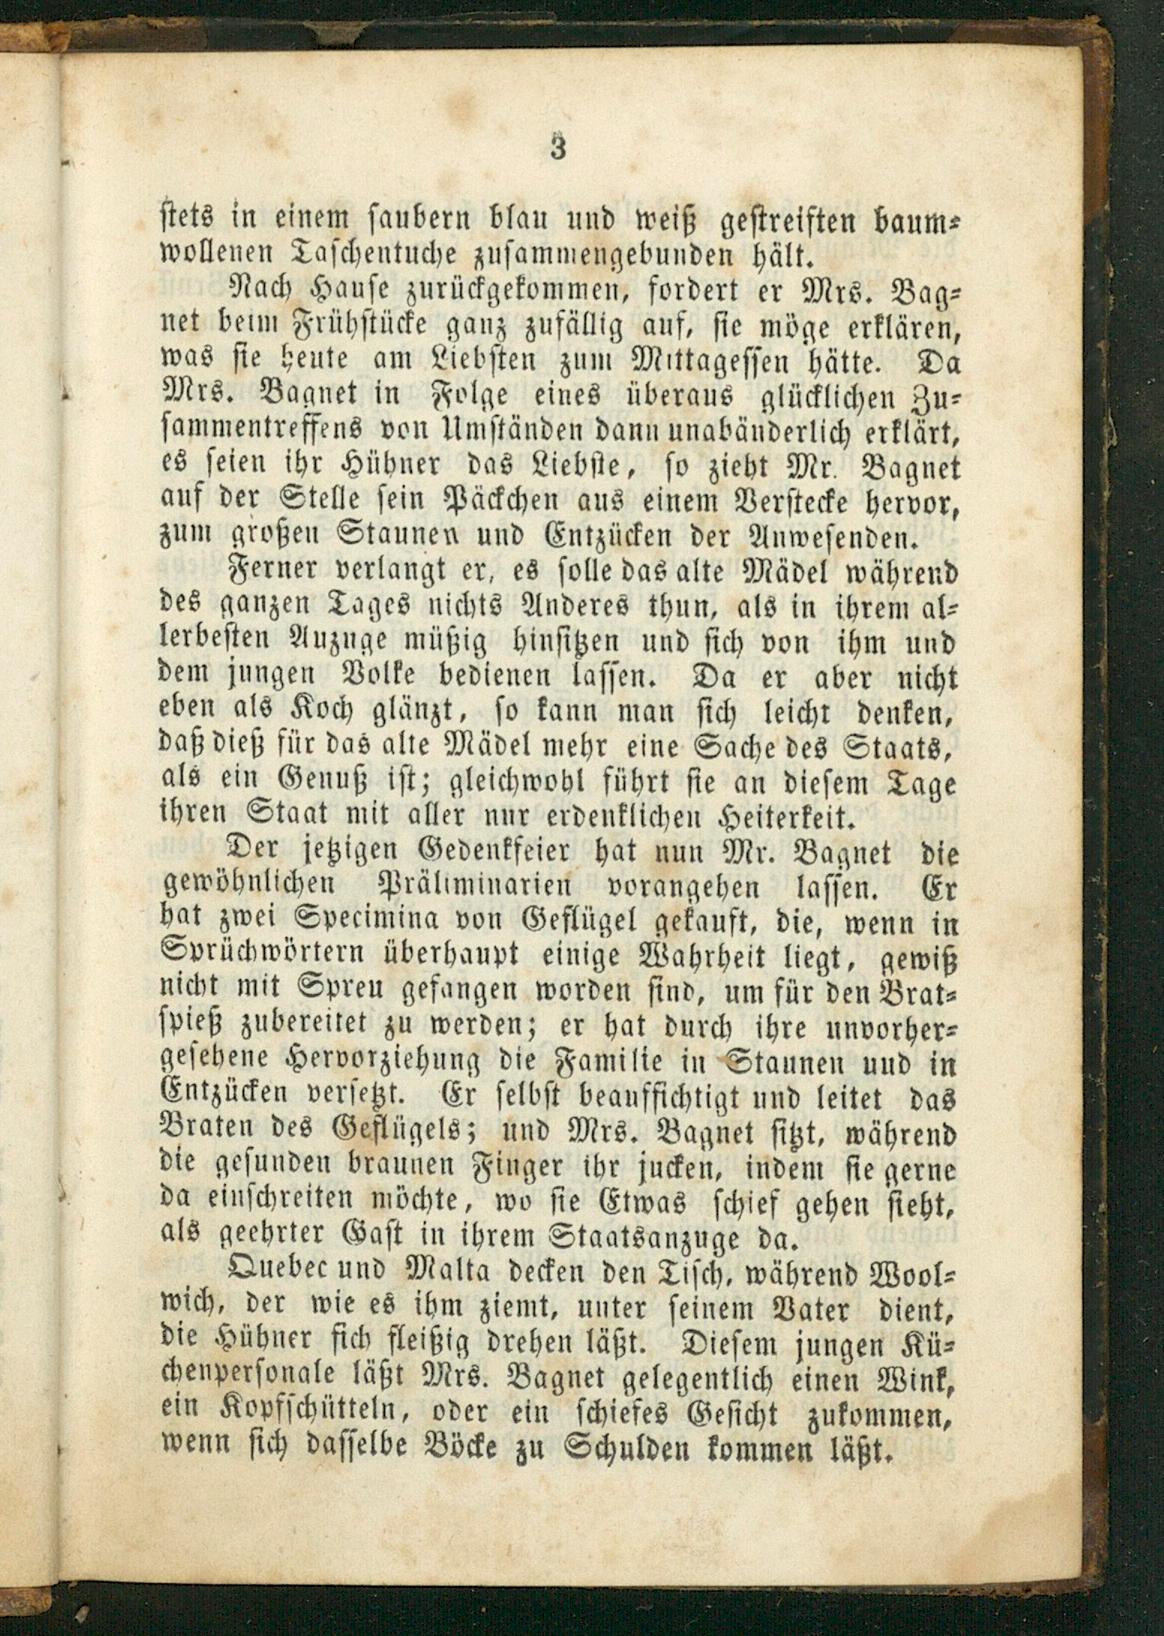 3
stets in einem saubern blau und weiß gestreiften baum-
wollenen Taschentuche zusammengebunden hält.
Nach Hause zurückgekommen, fordert er Mrs. Bag-
net beim Frühstücke ganz zufällig auf, sie möge erklären,
was sie heute am Liebsten zum Mittagessen hätte. Da
Mrs. Bagnet in Folge eines überaus glücklichen Zu-
sammentreffens von Umständen dann unabänderlich erklärt,
es seien ihr Hühner das Liebste, so zieht Mr. Bagnet
auf der Stelle sein Päckchen aus einem Verstecke hervor,
zum großen Staunen und Entzücken der Anwesenden.
Ferner verlangt er, es solle das alte Mädel während
des ganzen Tages nichts Anderes thun, als in ihrem al-
lerbesten Auzuge müßig hinsitzen und sich von ihm und
dem jungen Volke bedienen lassen. Da er aber nicht
eben als Koch glänzt, so kann man sich leicht denken,
daß dieß für das alte Mädel mehr eine Sache des Staats,
als ein Genuß ist; gleichwohl führt sie an diesem Tage
ihren Staat mit aller nur erdenklichen Heiterkeit.
Der jetzigen Gedenkfeier hat nun Mr. Bagnet die
gewöhnlichen Präliminarien vorangehen lassen. Er
hat zwei Specimina von Geflügel gekauft, die, wenn in
Sprüchwörtern überhaupt einige Wahrheit liegt, gewiß
nicht mit Spreu gefangen worden sind, um für den Brat-
spieß zubereitet zu werden; er hat durch ihre unvorher-
gesehene Hervorziehung die Familie in Staunen und in
Entzücken versetzt. Er selbst beaufsichtigt und leitet das
Braten des Geflügels; und Mrs. Bagnet sitzt, während
die gesunden braunen Finger ihr jucken, indem sie gerne
da einschreiten möchte, wo sie Etwas schief gehen sieht,
als geehrter Gast in ihrem Staatsanzuge da.
Quebec und Malta decken den Tisch, während Wool-
wich, der wie es ihm ziemt, unter seinem Vater dient,
die Hühner sich fleißig drehen läßt. Diesem jungen Kü-
chenpersonale läßt Mrs. Bagnet gelegentlich einen Wink,
ein Kopfschütteln, oder ein schiefes Gesicht zukommen,
wenn sich dasselbe Böcke zu Schulden kommen läßt.